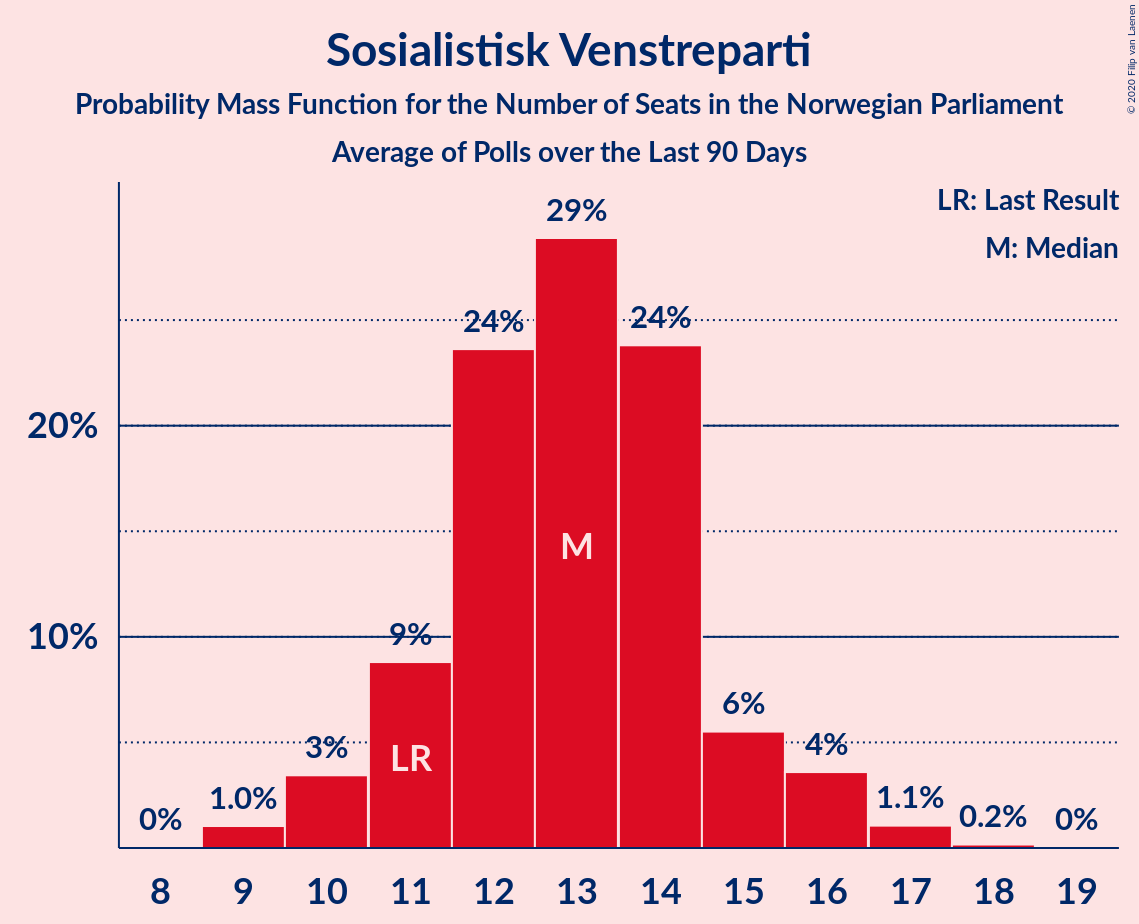 Sosialistisk Venstreparti
Probability Mass Function for the Number of Seats in the Norwegian Parliament
Average of Polls over the Last 90 Days
© 2020 Filip van Laenen
LR: Last Result
M: Median
29%
24%
24%
20%
M
10%
9%
LR
6%
3%
4%
0%
1.0%
1.1%
0.2%
0%
8 9 10 11 12 13 14 15 16 17 18 19